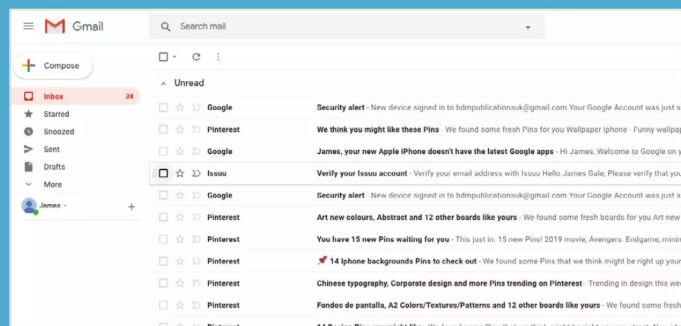 Gmail
Search mail
Compose
Inbox 38
Starred
Snoozed
Sent
Drafts
More
James
Unread
Google Security alert - New device signed in to bdmpublicationsuk@gmail.com Your Google Account was just s
Pinterest We think you might like these Pins - We found some fresh Pins for you Wallpaper Iphone · Funny wallpap
Google James, your new Apple iPhone doesn't have the latest Google apps - Hi James, Welcome to Google on y
Issuu Verify your Issuu account - Verify your email address with Issuu Hello James Gale, Please verify that you
Google Security alert - New device signed in to bdmpublicationsuk@gmail.com Your Google Account was just s
Pinterest Art new colours, Abstract and 12 other boards like yours - We found some fresh boards for you Art new
Pinterest You have 15 new Pins waiting for you - This just in: 15 new Pins! 2019 movie, Avengers: Endgame, minin
Pinterest 📌 14 Iphone backgrounds Pins to check out - We found some Pins that we think might be right up your
Pinterest Chinese typography, Corporate design and more Pins trending on Pinterest - Trending in design this wee
Pinterest Fondos de pantalla, A2 Colors/Textures/Patterns and 12 other boards like yours - We found some fresh